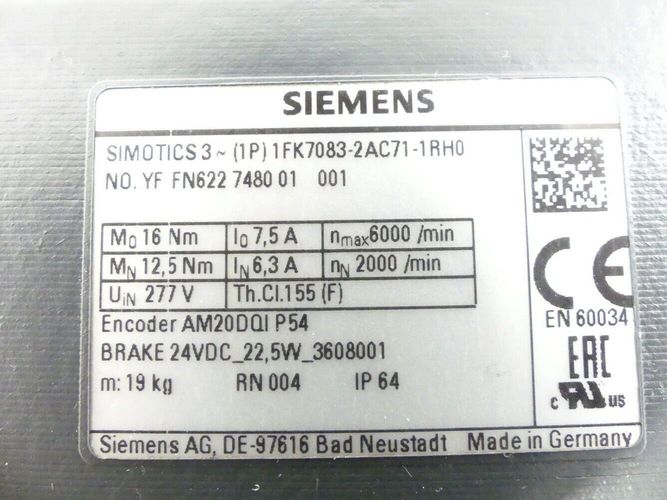 SIEMENS
SIMOTICS 3 ~ (1P) 1FK7083-2AC71-1RH0
NO. YF FN622 7480 01 001
M0 16 Nm I0 7,5 A nmax6000 /min
MN 12,5 Nm IN 6,3 A nN 2000 /min
UiN 277 V Th.Cl.155 (F)
Encoder AM20DQI P54
BRAKE 24VDC_22,5W_3608001
m: 19 kg RN 004 IP 64
CE
EN 60034
EAC
c RU us
Siemens AG, DE-97616 Bad Neustadt Made in Germany